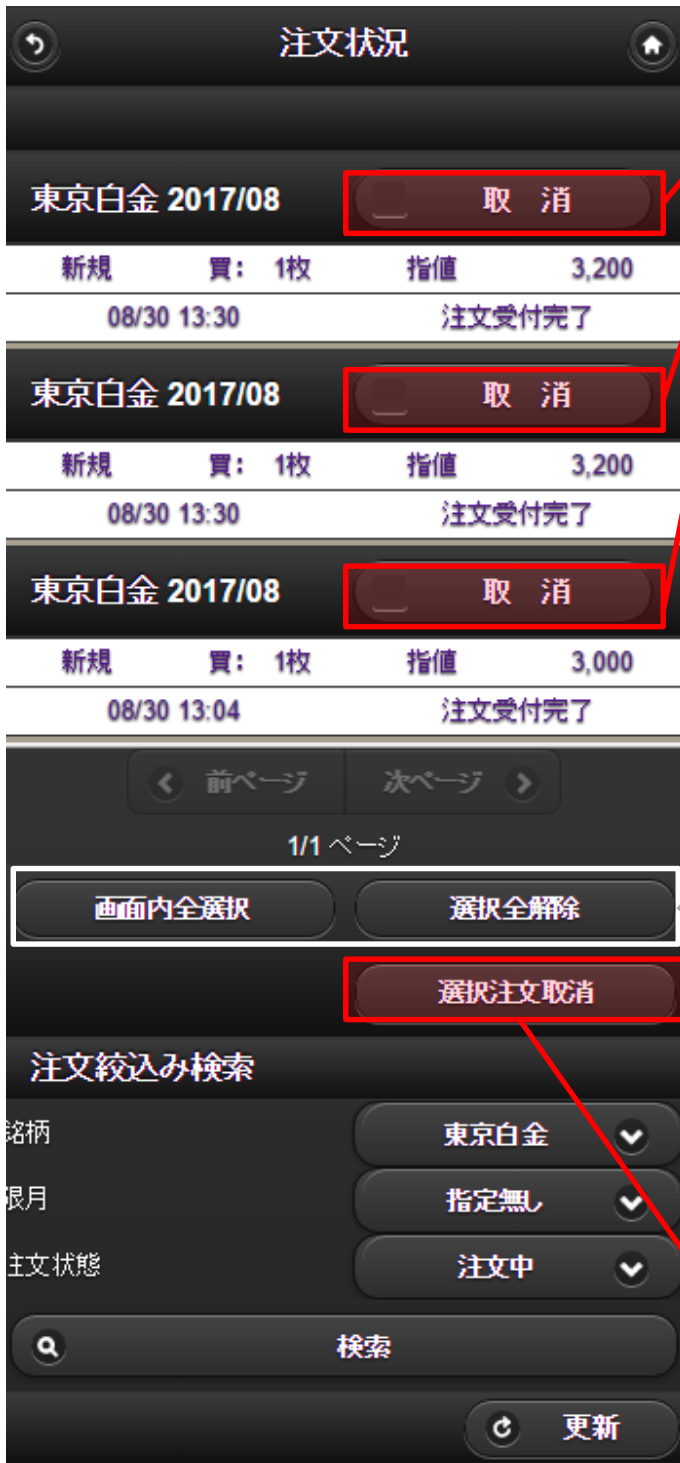 注文状況
東京白金 2017/08 取 消
新規 買： 1枚 指値 3,200
08/30 13:30 注文受付完了
東京白金 2017/08 取 消
新規 買： 1枚 指値 3,200
08/30 13:30 注文受付完了
東京白金 2017/08 取 消
新規 買： 1枚 指値 3,000
08/30 13:04 注文受付完了
前ページ 次ページ
1/1 ページ
画面内全選択 選択全解除
選択注文取消
注文絞込み検索
銘柄 東京白金
限月 指定無し
注文状態 注文中
検索
更新